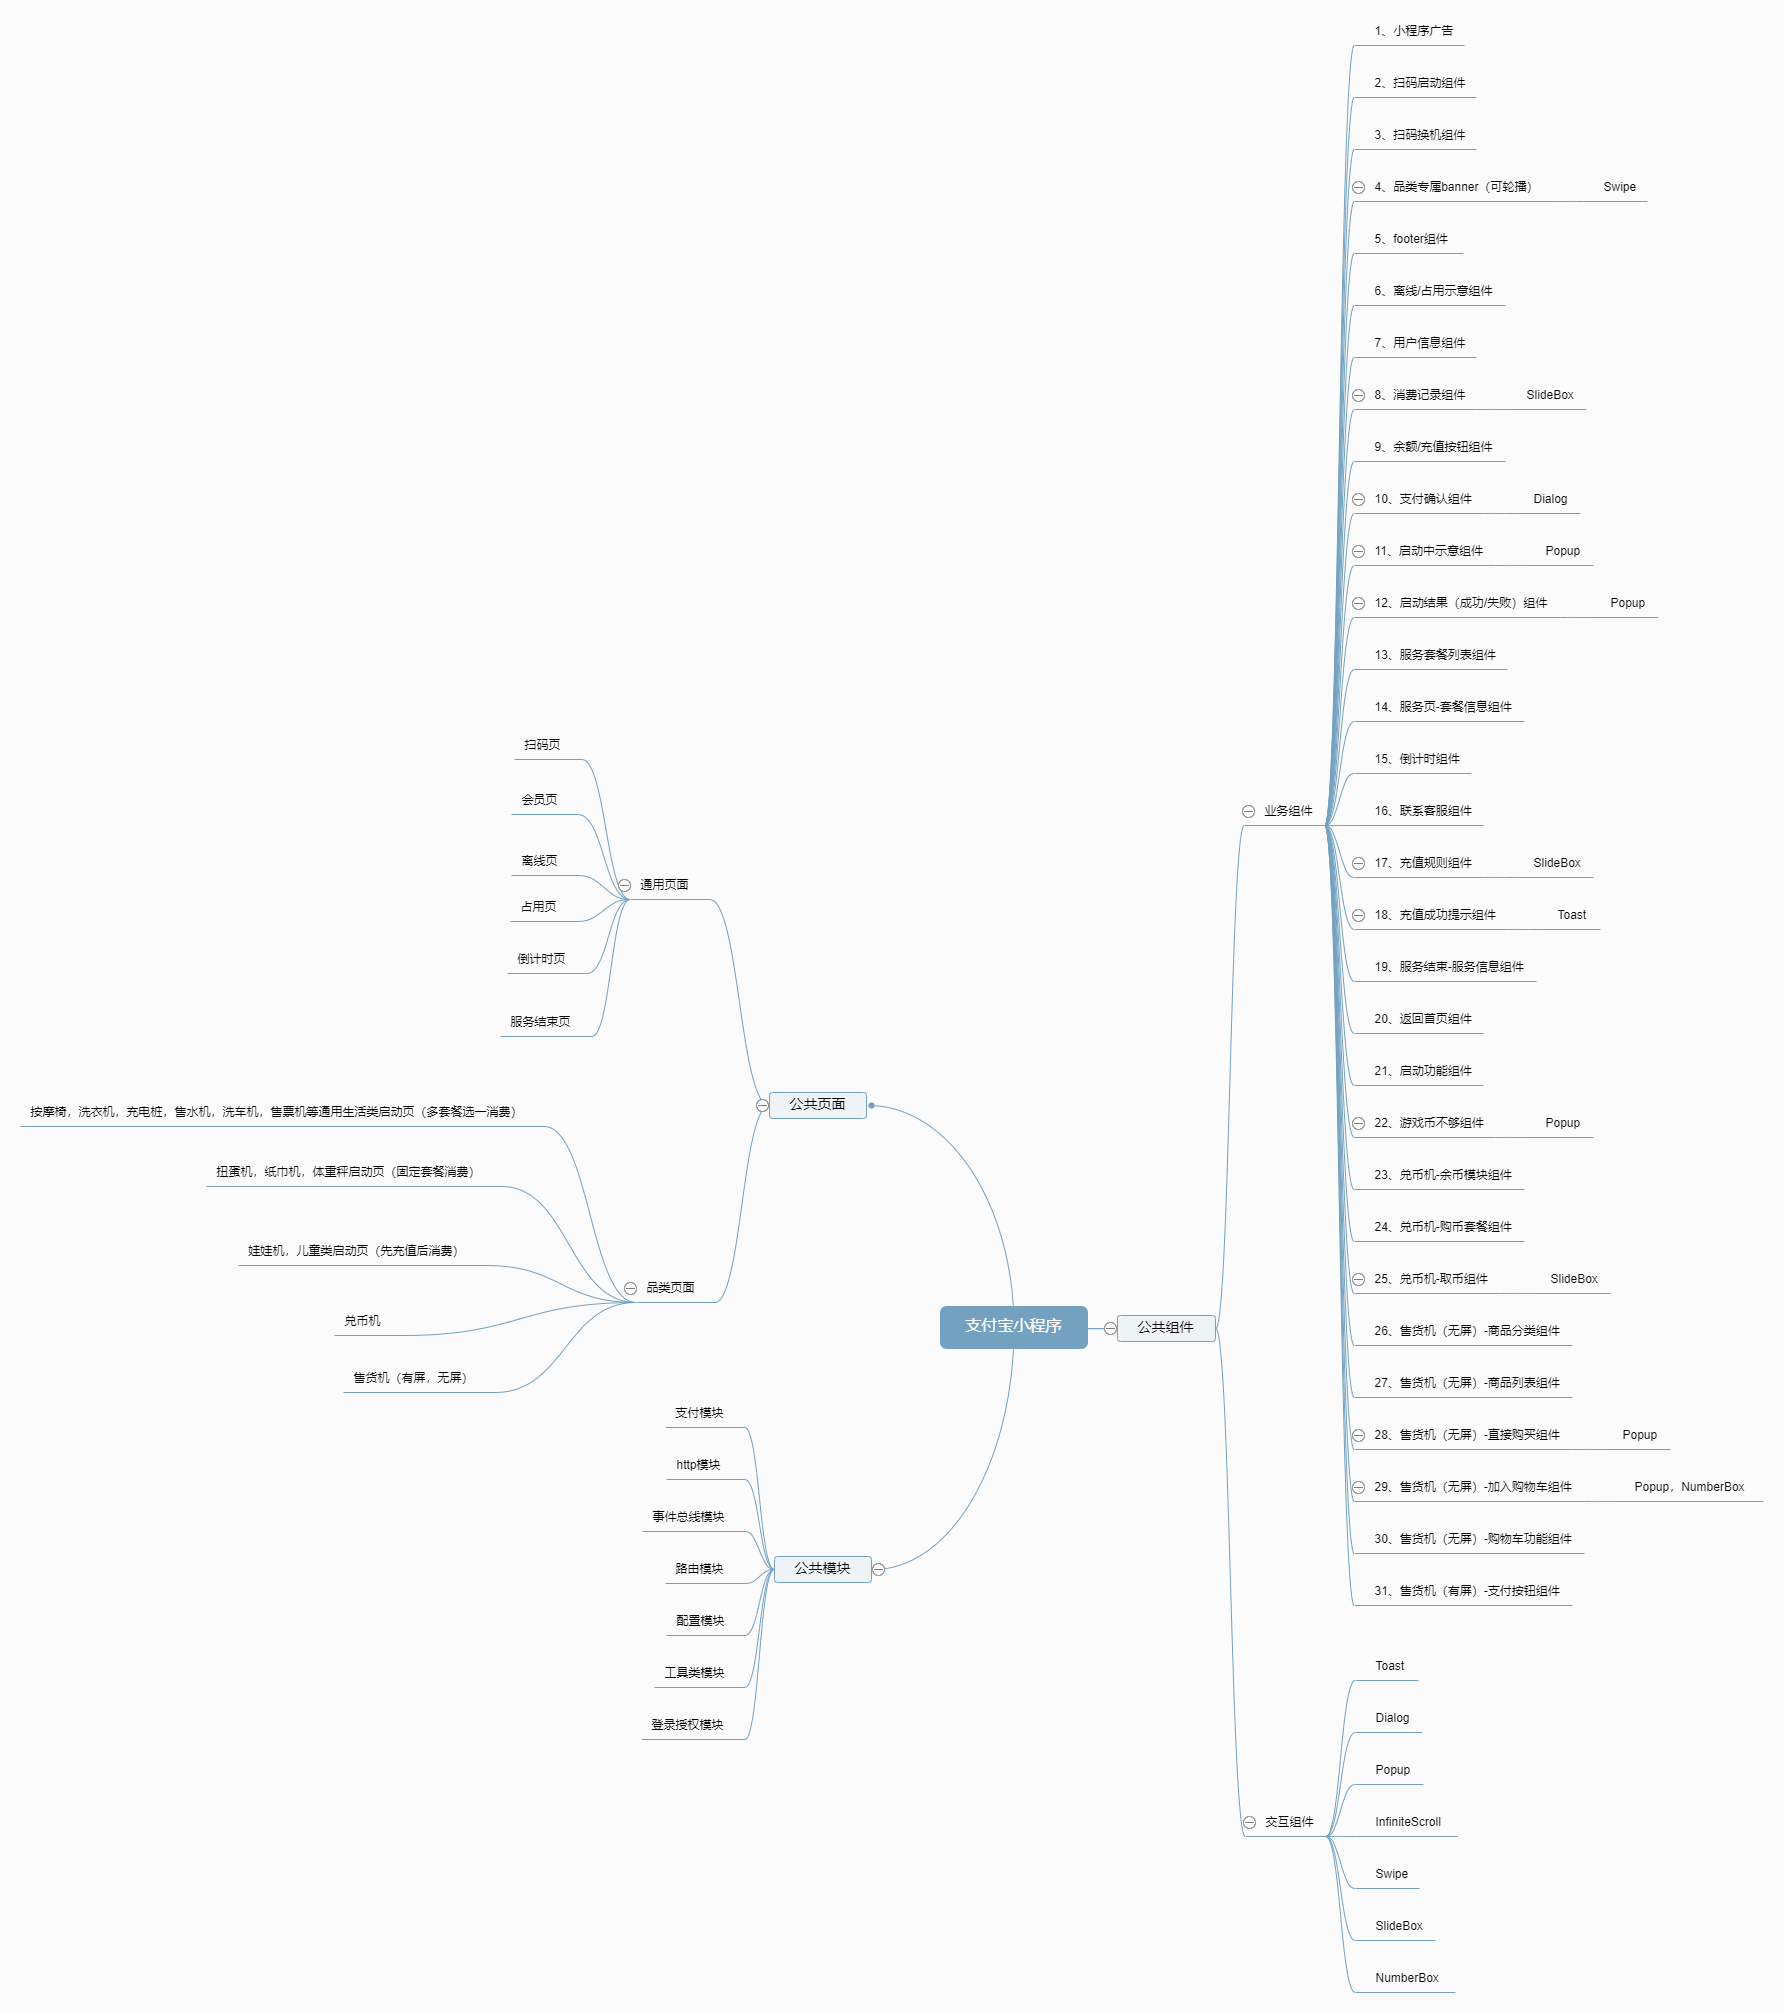 支付宝小程序
公共页面
通用页面
扫码页
会员页
离线页
占用页
倒计时页
服务结束页
品类页面
按摩椅，洗衣机，充电桩，售水机，洗车机，售票机等通用生活类启动页（多套餐选一消费）
扭蛋机，纸巾机，体重秤启动页（固定套餐消费）
娃娃机，儿童类启动页（先充值后消费）
兑币机
售货机（有屏，无屏）
公共模块
支付模块
http模块
事件总线模块
路由模块
配置模块
工具类模块
登录授权模块
公共组件
业务组件
1、小程序广告
2、扫码启动组件
3、扫码换机组件
4、品类专属banner（可轮播） Swipe
5、footer组件
6、离线/占用示意组件
7、用户信息组件
8、消费记录组件 SlideBox
9、余额/充值按钮组件
10、支付确认组件 Dialog
11、启动中示意组件 Popup
12、启动结果（成功/失败）组件 Popup
13、服务套餐列表组件
14、服务页-套餐信息组件
15、倒计时组件
16、联系客服组件
17、充值规则组件 SlideBox
18、充值成功提示组件 Toast
19、服务结束-服务信息组件
20、返回首页组件
21、启动功能组件
22、游戏币不够组件 Popup
23、兑币机-余币模块组件
24、兑币机-购币套餐组件
25、兑币机-取币组件 SlideBox
26、售货机（无屏）-商品分类组件
27、售货机（无屏）-商品列表组件
28、售货机（无屏）-直接购买组件 Popup
29、售货机（无屏）-加入购物车组件 Popup，NumberBox
30、售货机（无屏）-购物车功能组件
31、售货机（有屏）-支付按钮组件
交互组件
Toast
Dialog
Popup
InfiniteScroll
Swipe
SlideBox
NumberBox